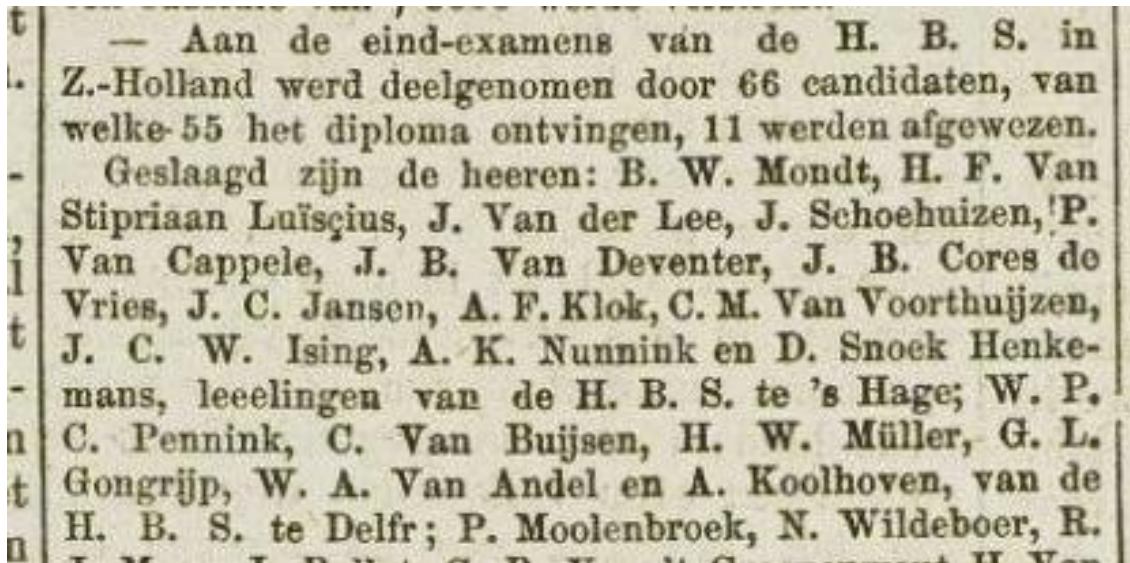 — Aan de eind-examens van de H. B. S. in
Z.-Holland werd deelgenomen door 66 candidaten, van
welke 55 het diploma ontvingen, 11 werden afgewezen.
Geslaagd zijn de heeren: B. W. Mondt, H. F. Van
Stipriaan Luïsçius, J. Van der Lee, J. Schoehuizen, P.
Van Cappele, J. B. Van Deventer, J. B. Cores de
Vries, J. C. Jansen, A. F. Klok, C. M. Van Voorthuijzen,
J. C. W. Ising, A. K. Nunnink en D. Snoek Henke-
mans, leeelingen van de H. B. S. te 's Hage; W. P.
C. Pennink, C. Van Buijsen, H. W. Müller, G. L.
Gongrijp, W. A. Van Andel en A. Koolhoven, van de
H. B. S. te Delfr; P. Moolenbroek, N. Wildeboer, R.